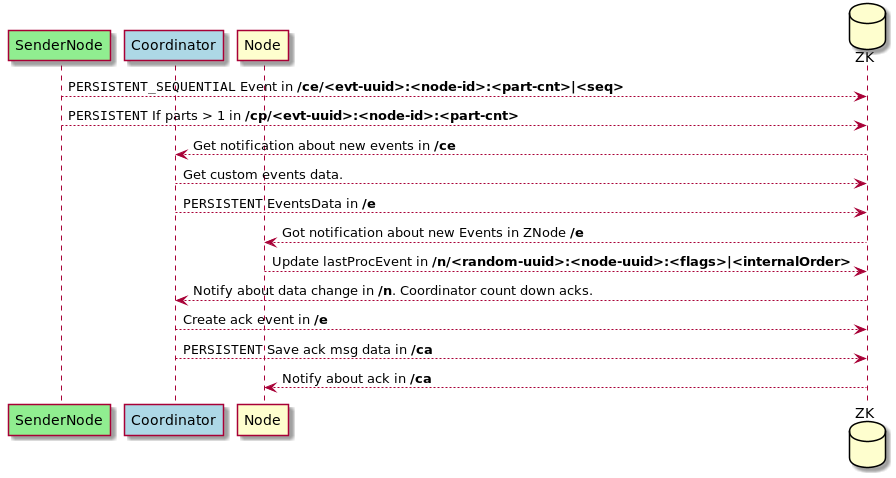 SenderNode Coordinator Node
ZK
PERSISTENT_SEQUENTIAL Event in /ce/<evt-uuid>:<node-id>:<part-cnt>|<seq>
PERSISTENT If parts > 1 in /cp/<evt-uuid>:<node-id>:<part-cnt>
Get notification about new events in /ce
Get custom events data.
PERSISTENT EventsData in /e
Got notification about new Events in ZNode /e
Update lastProcEvent in /n/<random-uuid>:<node-uuid>:<flags>|<internalOrder>
Notify about data change in /n. Coordinator count down acks.
Create ack event in /e
PERSISTENT Save ack msg data in /ca
Notify about ack in /ca
SenderNode Coordinator Node ZK